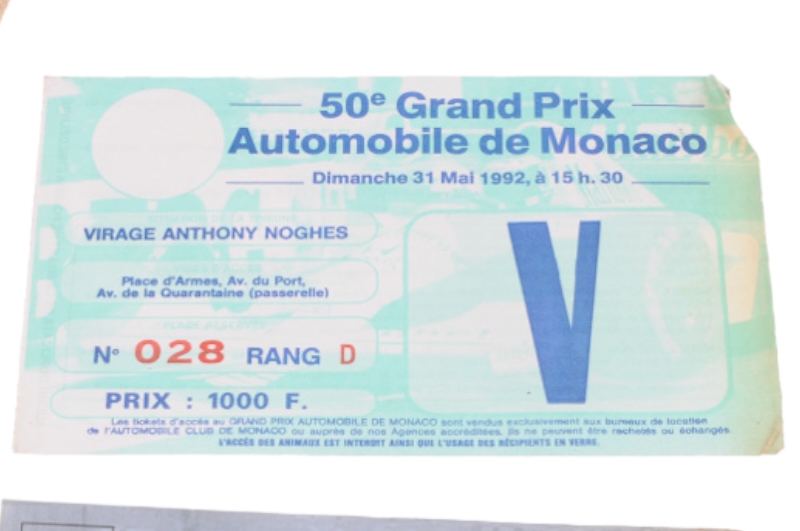 50e Grand Prix
Automobile de Monaco
Dimanche 31 Mai 1992, à 15 h. 30
VIRAGE ANTHONY NOGHES
Place d'Armes, Av. du Port,
Av. de la Quarantaine (passerelle)
N° 028 RANG D
PRIX : 1000 F.
V
Les tickets d'accès au GRAND PRIX AUTOMOBILE DE MONACO sont vendus exclusivement aux bureaux de location
de l'AUTOMOBILE CLUB DE MONACO ou auprès de nos Agences accréditées. Ils ne peuvent être rachetés ou échangés.
L'ACCÈS DES ANIMAUX EST INTERDIT AINSI QUE L'USAGE DES RÉCIPIENTS EN VERRE.